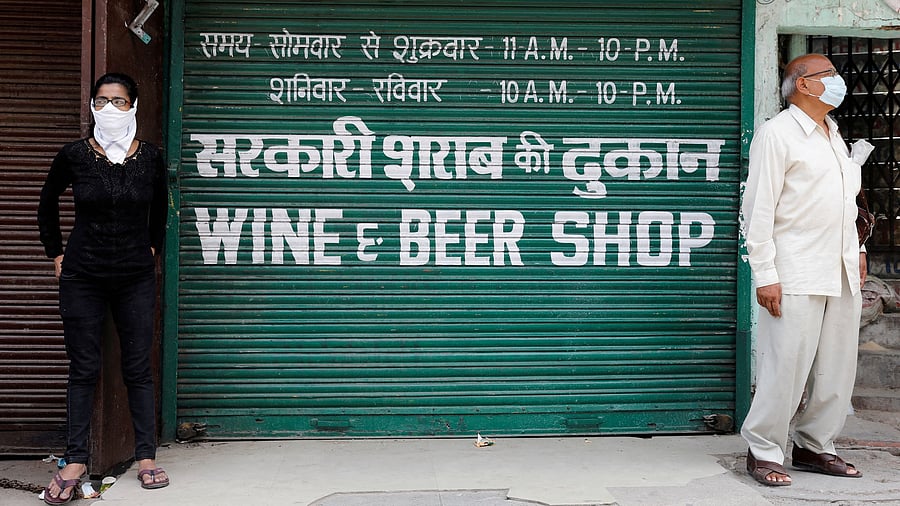 समय - सोमवार से शुक्रवार - 11 A.M. - 10 - P.M.
शनिवार - रविवार - 10 A.M. - 10 - P.M.
सरकारी शराब की दुकान
WINE & BEER SHOP